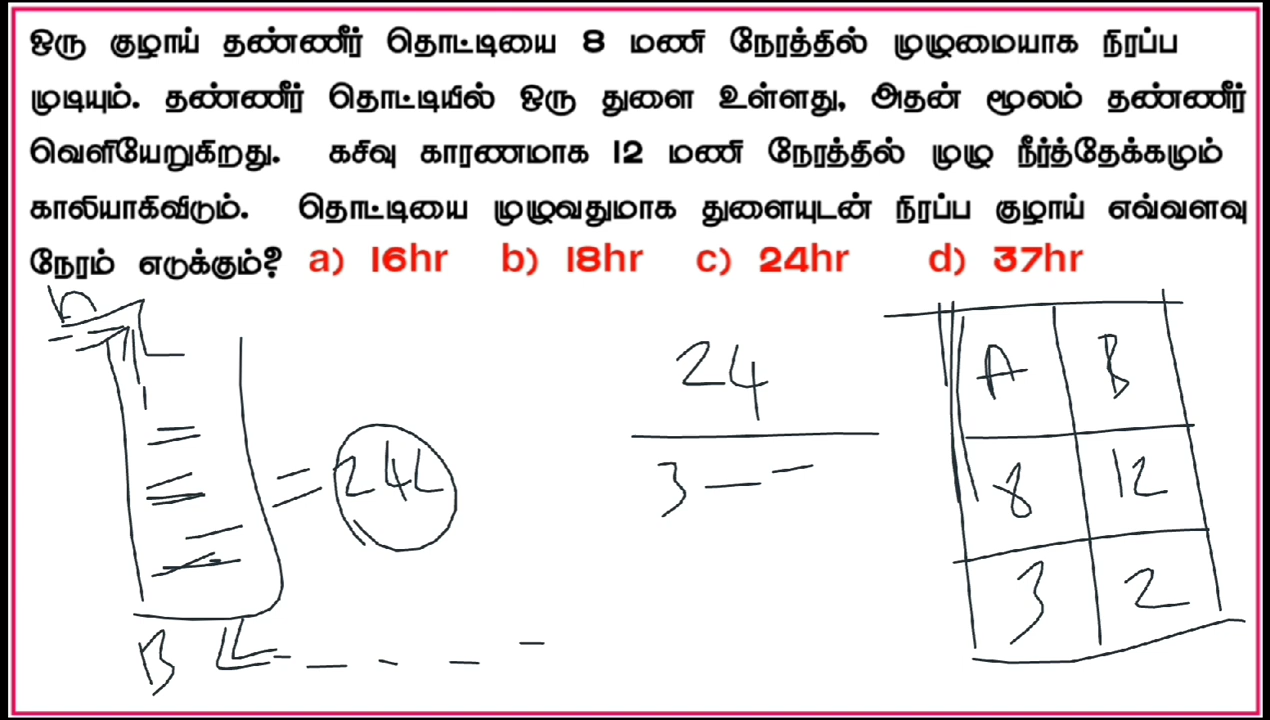 ஒரு குழாய் தண்ணீர் தொட்டியை 8 மணி நேரத்தில் முழுமையாக நிரப்ப
முடியும். தண்ணீர் தொட்டியில் ஒரு துளை உள்ளது, அதன் மூலம் தண்ணீர்
வெளியேறுகிறது. கசிவு காரணமாக 12 மணி நேரத்தில் முழு நீர்த்தேக்கமும்
காலியாகிவிடும். தொட்டியை முழுவதுமாக துளையுடன் நிரப்ப குழாய் எவ்வளவு
நேரம் எடுக்கும்? a) 16hr b) 18hr c) 24hr d) 37hr
= 24L
B
24
3 –
A B
8 12
3 2